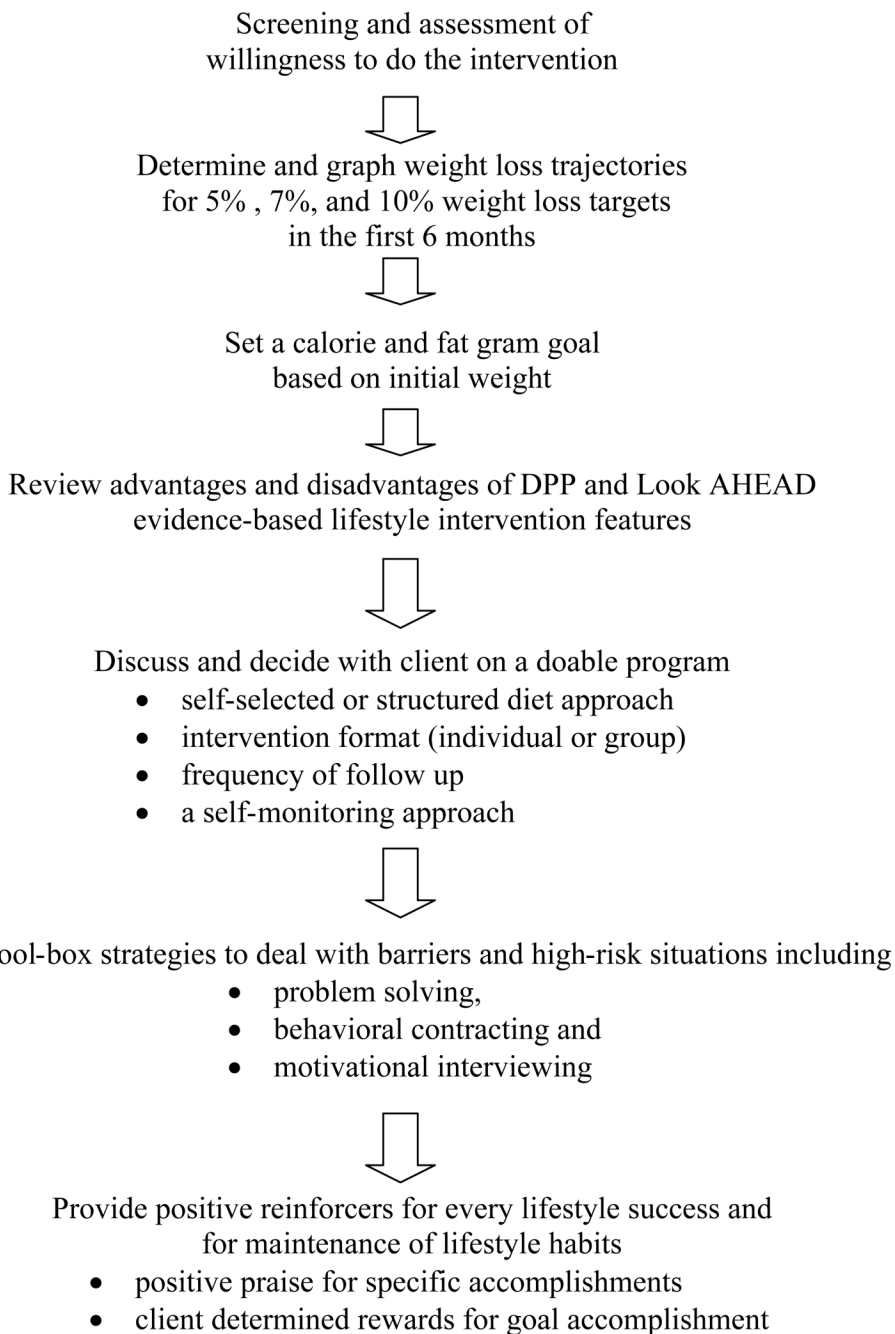 Screening and assessment of
willingness to do the intervention
Determine and graph weight loss trajectories
for 5% , 7%, and 10% weight loss targets
in the first 6 months
Set a calorie and fat gram goal
based on initial weight
Review advantages and disadvantages of DPP and Look AHEAD
evidence-based lifestyle intervention features
Discuss and decide with client on a doable program
• self-selected or structured diet approach
• intervention format (individual or group)
• frequency of follow up
• a self-monitoring approach
ool-box strategies to deal with barriers and high-risk situations including
• problem solving,
• behavioral contracting and
• motivational interviewing
Provide positive reinforcers for every lifestyle success and
for maintenance of lifestyle habits
• positive praise for specific accomplishments
• client determined rewards for goal accomplishment